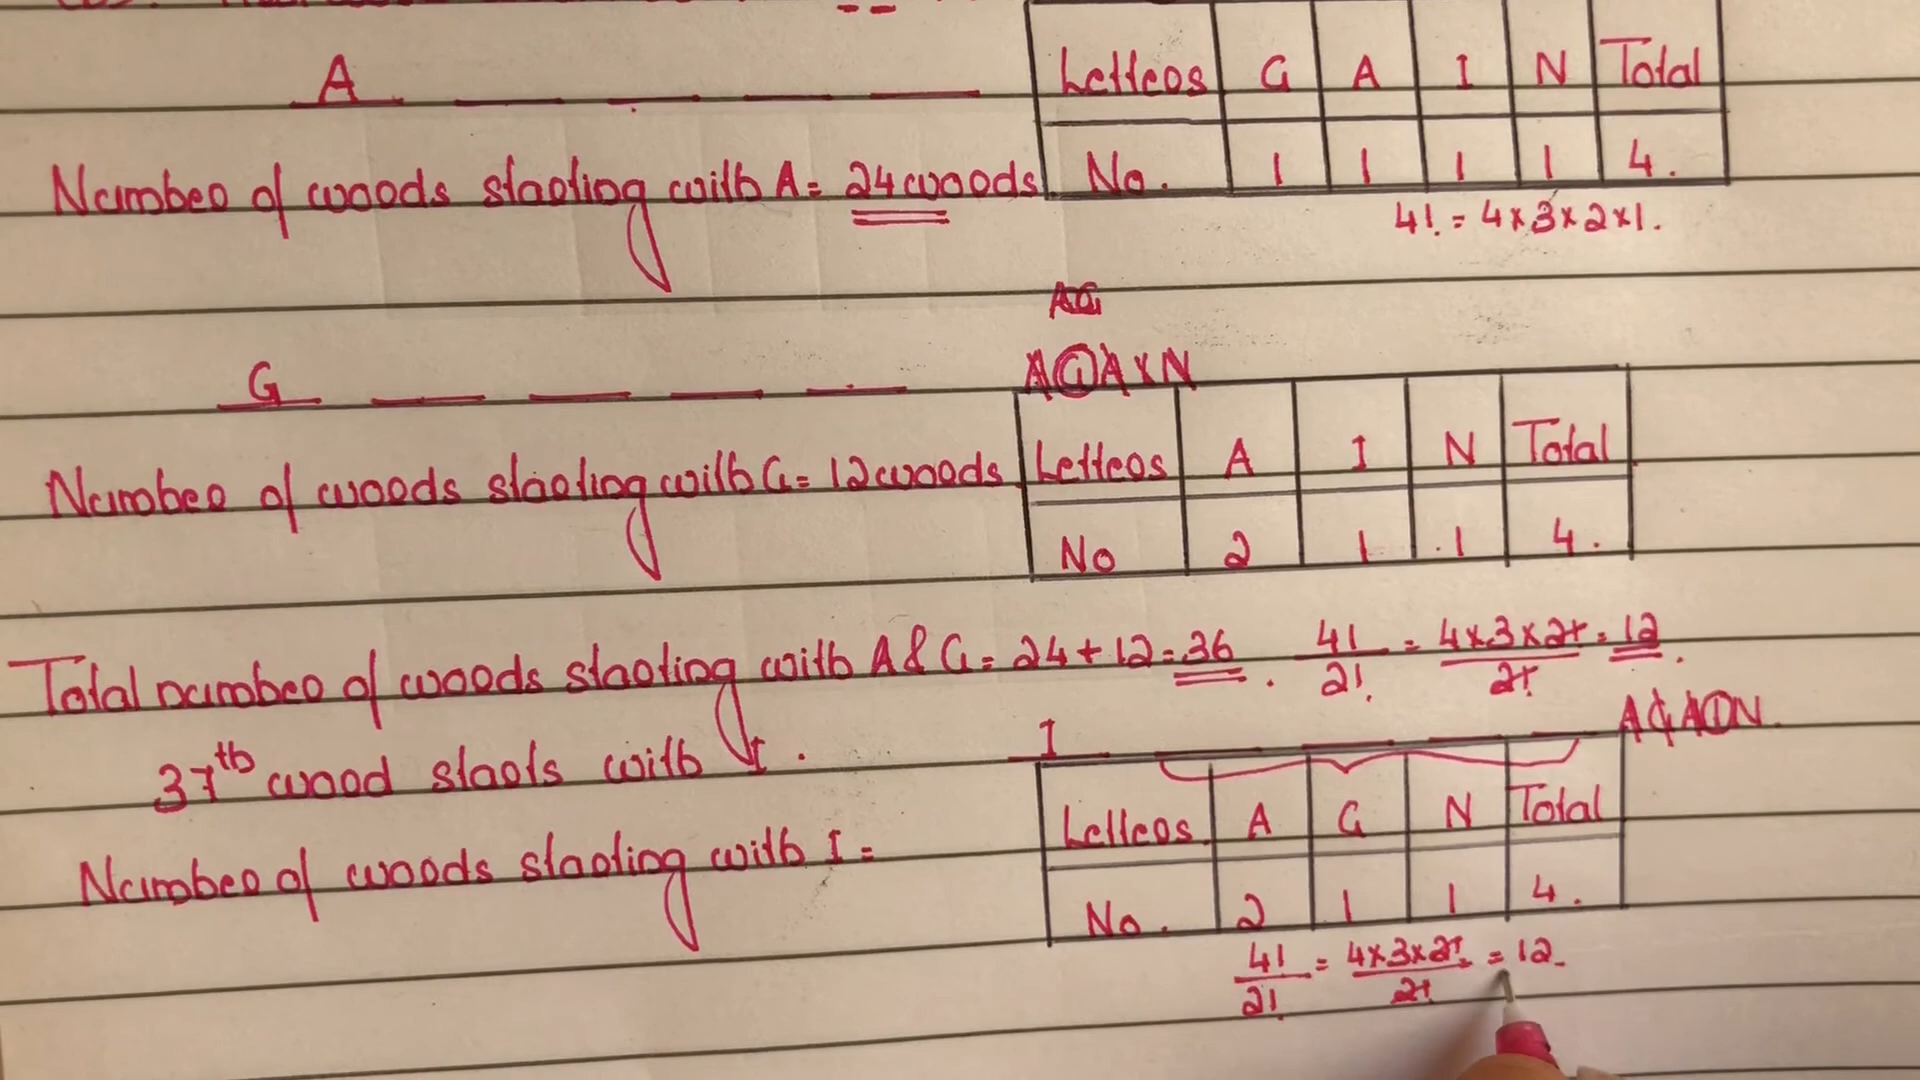 A
Letters G A I N Total
No. 1 1 1 1 4.
Number of words starting with A = 24 words.
4! = 4×3×2×1.
AG
AGAIN
G
Letters A I N Total
No 2 1 1 4.
Number of words starting with G = 12 words
Total number of words starting with A & G = 24 + 12 = 36. 4!/2! = 4×3×2!/2! = 12.
AGAIN.
37th word starts with I.
I
Letters A G N Total
No. 2 1 1 4.
Number of words starting with I =
4!/2! = 4×3×2!/2! = 12.